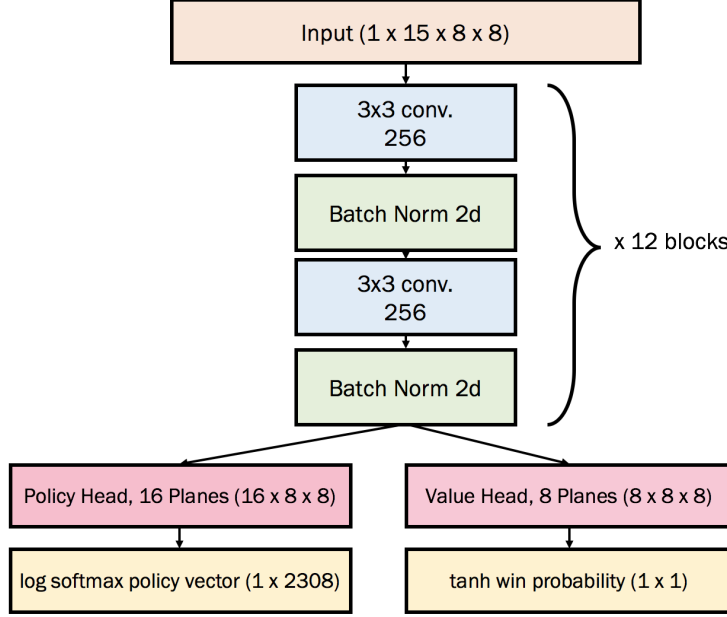 Input (1 x 15 x 8 x 8)
3x3 conv.
256
Batch Norm 2d
3x3 conv.
256
Batch Norm 2d
x 12 blocks
Policy Head, 16 Planes (16 x 8 x 8)
Value Head, 8 Planes (8 x 8 x 8)
log softmax policy vector (1 x 2308)
tanh win probability (1 x 1)